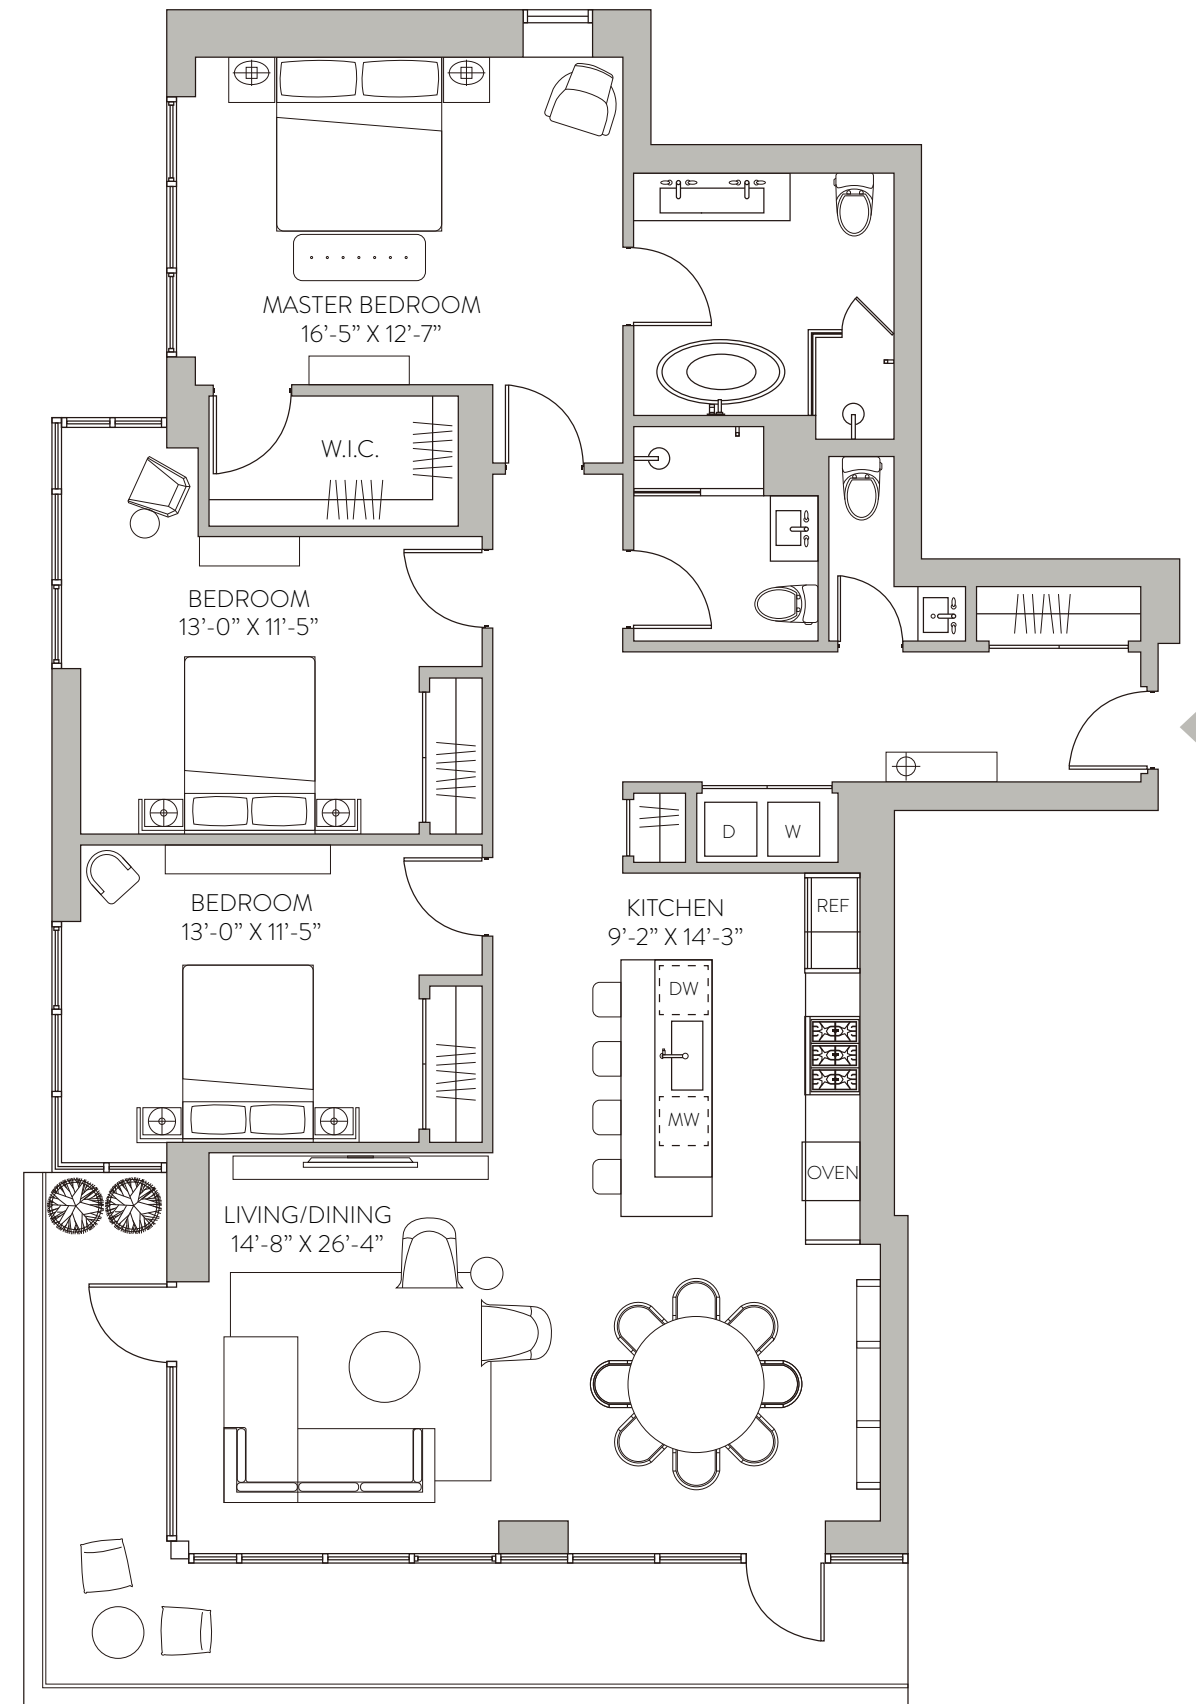 MASTER BEDROOM
16'-5” X 12'-7”
W.I.C.
BEDROOM
13'-0” X 11'-5”
D
W
BEDROOM
13'-0” X 11'-5”
KITCHEN
9'-2” X 14'-3”
REF
DW
MW
OVEN
LIVING/DINING
14'-8” X 26'-4”